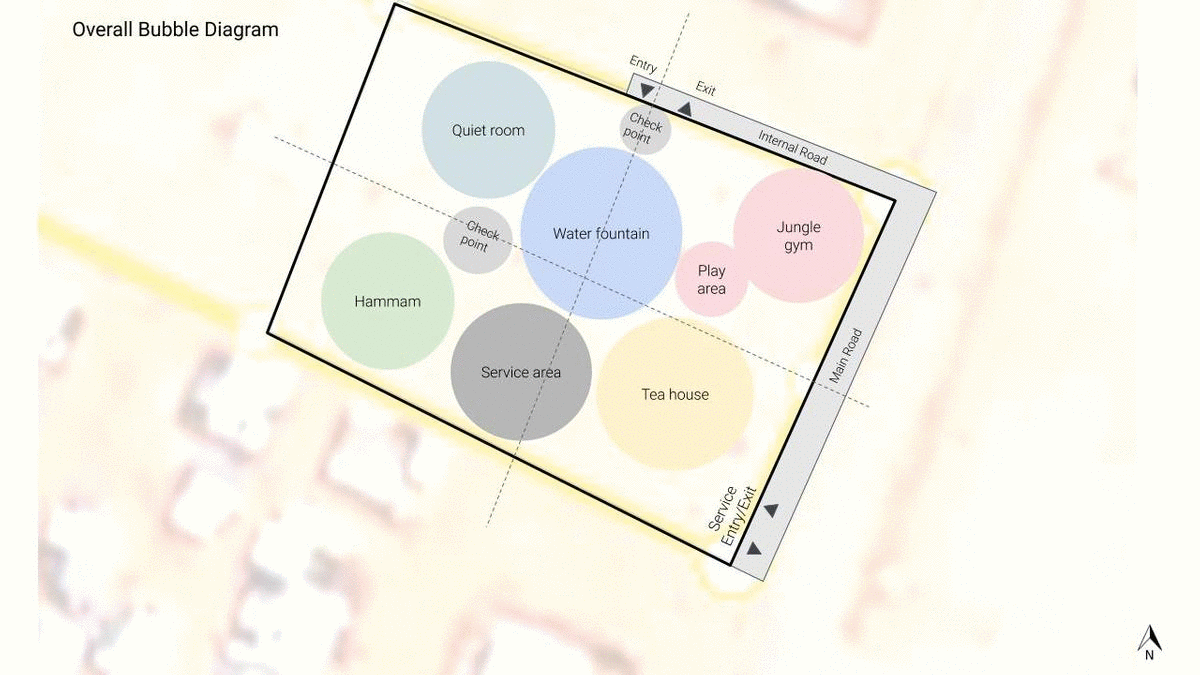 Overall Bubble Diagram
Entry
Exit
Check
point
Internal Road
Quiet room
Water fountain
Jungle
gym
Check
point
Play
area
Hammam
Service area
Tea house
Main Road
Service
Entry/Exit
N